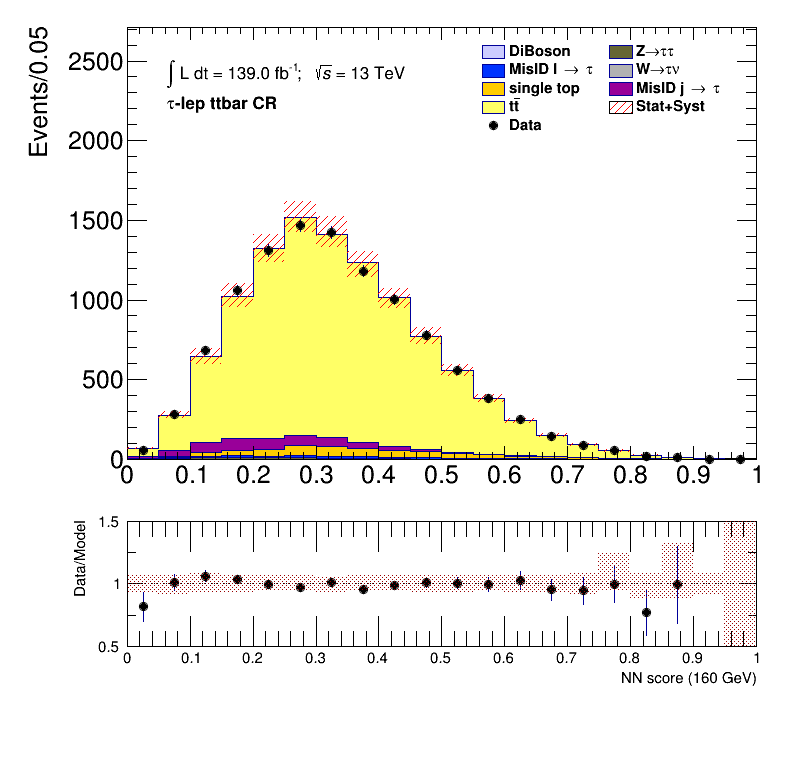 Events/0.05
2500
2000
1500
1000
500
0
∫ L dt = 139.0 fb⁻¹; √s = 13 TeV
τ-lep ttbar CR
DiBoson
MisID l → τ
single top
tt̄
Data
Z→ττ
W→τν
MisID j → τ
Stat+Syst
0 0.1 0.2 0.3 0.4 0.5 0.6 0.7 0.8 0.9 1
Data/Model
1.5
1
0.5
0 0.1 0.2 0.3 0.4 0.5 0.6 0.7 0.8 0.9 1
NN score (160 GeV)